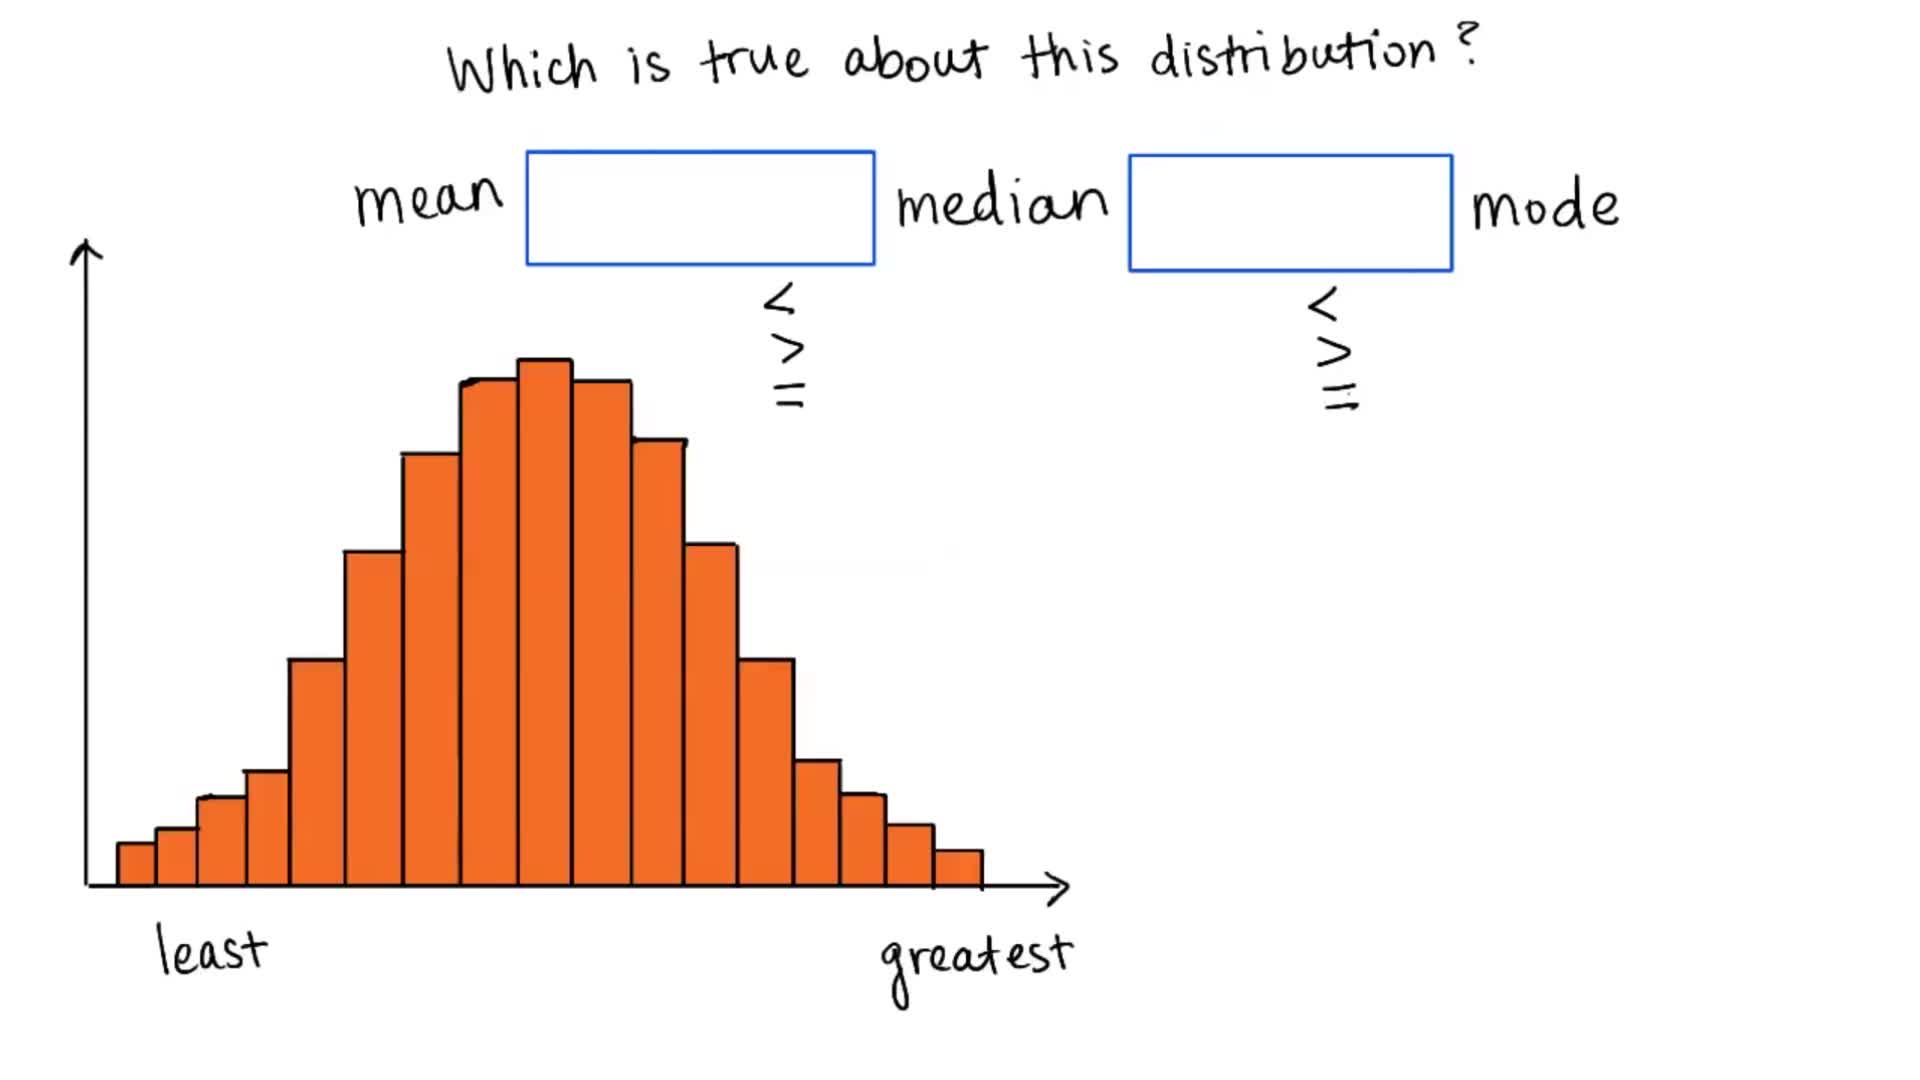 Which is true about this distribution?
mean median mode
< <
> >
= =
least greatest